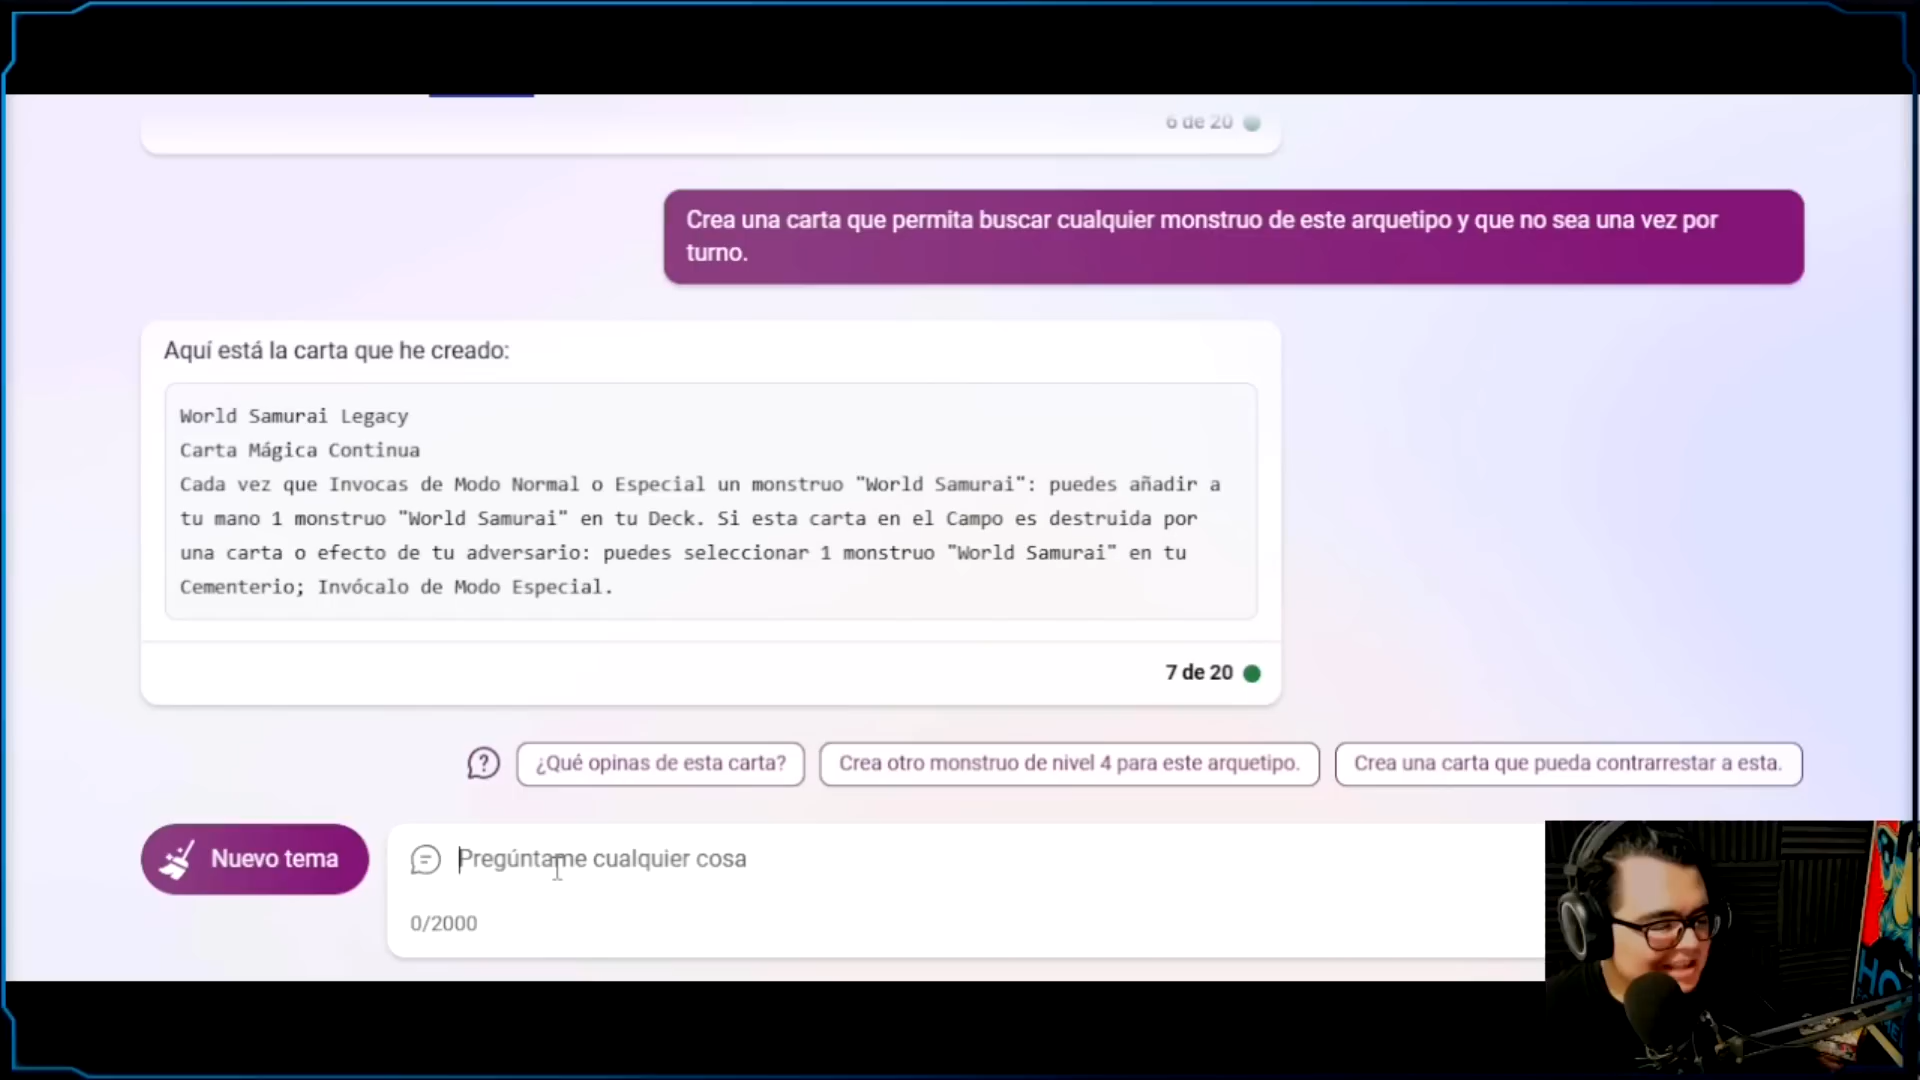 6 de 20
Crea una carta que permita buscar cualquier monstruo de este arquetipo y que no sea una vez por
turno.
Aquí está la carta que he creado:
World Samurai Legacy
Carta Mágica Continua
Cada vez que Invocas de Modo Normal o Especial un monstruo "World Samurai": puedes añadir a
tu mano 1 monstruo "World Samurai" en tu Deck. Si esta carta en el Campo es destruida por
una carta o efecto de tu adversario: puedes seleccionar 1 monstruo "World Samurai" en tu
Cementerio; Invócalo de Modo Especial.
7 de 20
¿Qué opinas de esta carta?
Crea otro monstruo de nivel 4 para este arquetipo.
Crea una carta que pueda contrarrestar a esta.
Nuevo tema
Pregúntame cualquier cosa
0/2000